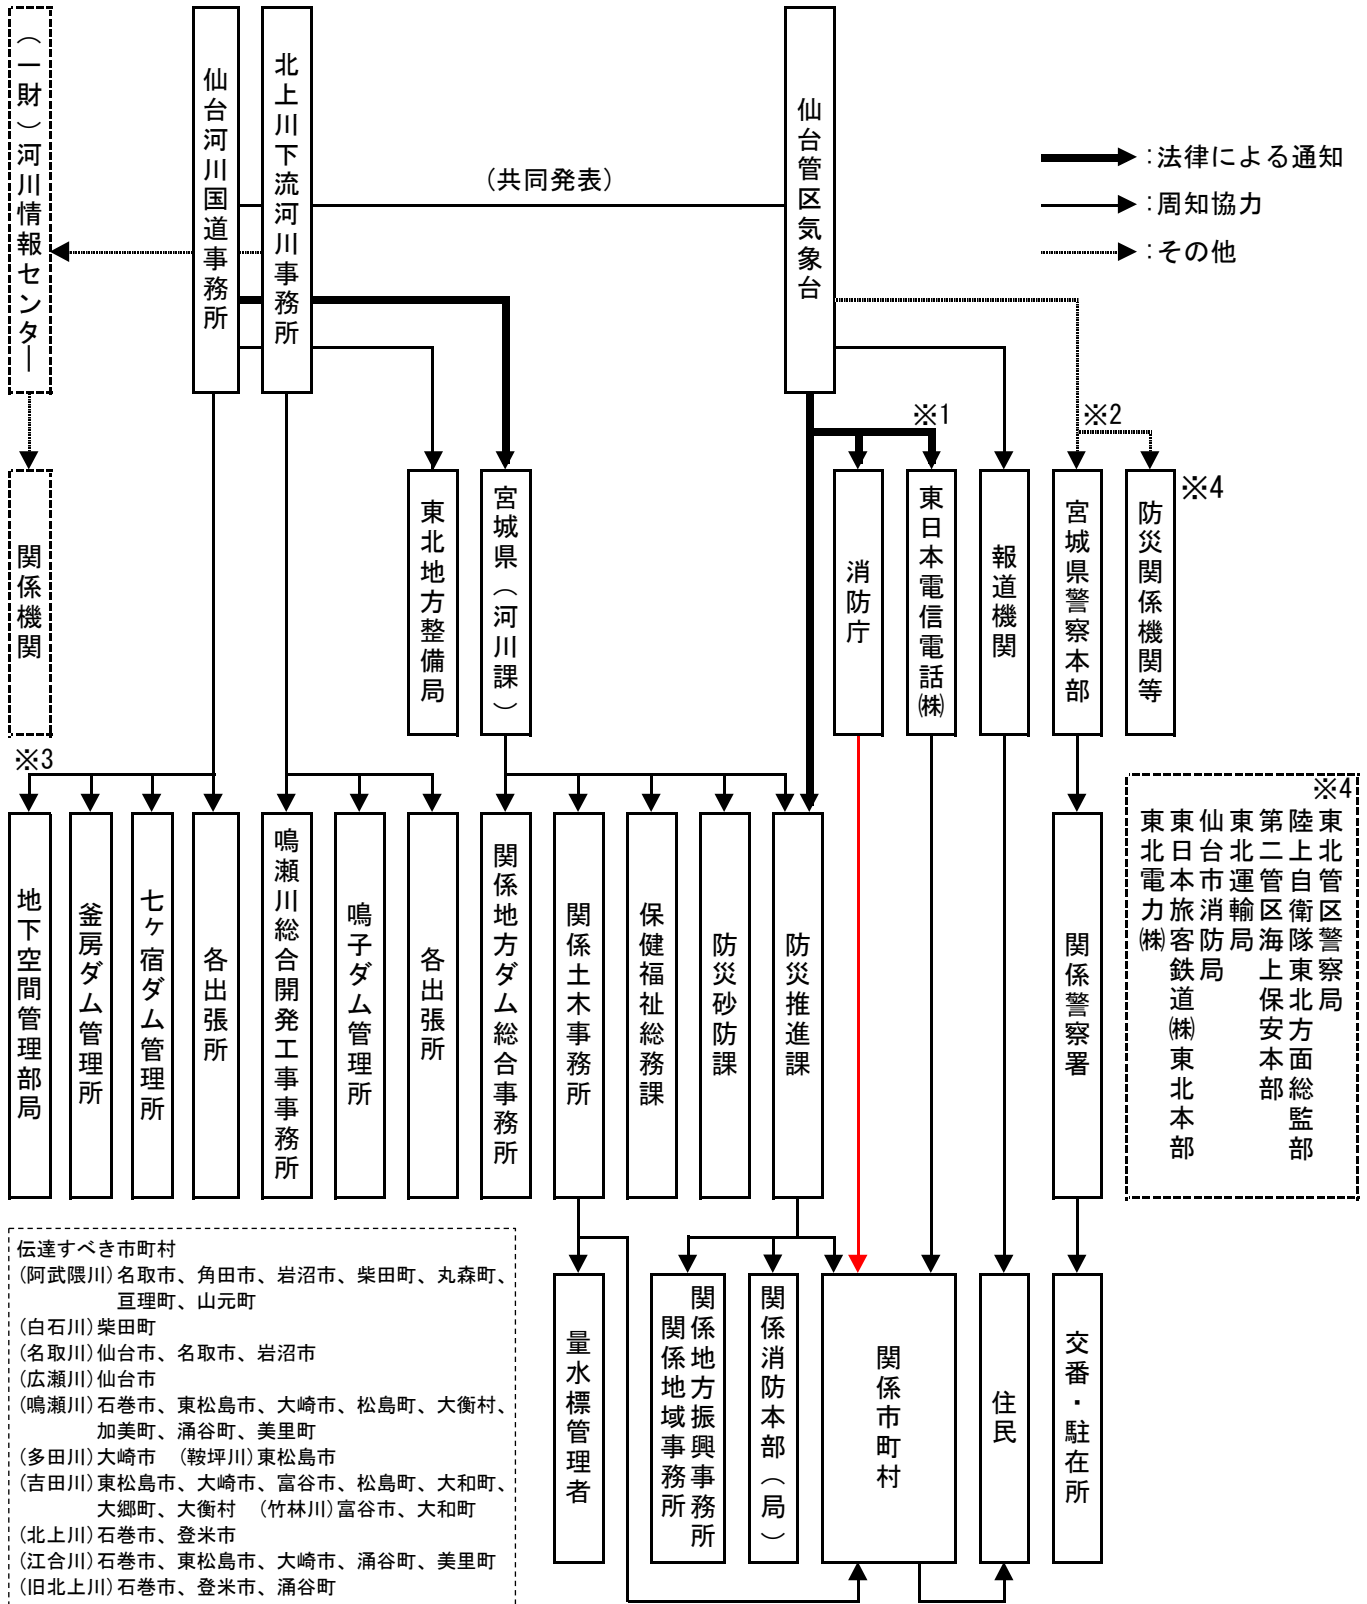 （一財）河川情報センター
仙台河川国道事務所
北上川下流河川事務所
仙台管区気象台
(共同発表)
:法律による通知
:周知協力
:その他
※1
※2
※4
関係機関
東北地方整備局
宮城県（河川課）
消防庁
東日本電信電話㈱
報道機関
宮城県警察本部
防災関係機関等
※3
地下空間管理部局
釜房ダム管理所
七ヶ宿ダム管理所
各出張所
鳴瀬川総合開発工事事務所
鳴子ダム管理所
各出張所
関係地方ダム総合事務所
関係土木事務所
保健福祉総務課
防災砂防課
防災推進課
関係警察署
※4
東北管区警察局
陸上自衛隊東北方面総監部
第二管区海上保安本部
東北運輸局
仙台市消防局
東日本旅客鉄道㈱東北本部
東北電力㈱
伝達すべき市町村
(阿武隈川)名取市、角田市、岩沼市、柴田町、丸森町、
亘理町、山元町
(白石川)柴田町
(名取川)仙台市、名取市、岩沼市
(広瀬川)仙台市
(鳴瀬川)石巻市、東松島市、大崎市、松島町、大衡村、
加美町、涌谷町、美里町
(多田川)大崎市　(鞍坪川)東松島市
(吉田川)東松島市、大崎市、富谷市、松島町、大和町、
大郷町、大衡村　(竹林川)富谷市、大和町
(北上川)石巻市、登米市
(江合川)石巻市、東松島市、大崎市、涌谷町、美里町
(旧北上川)石巻市、登米市、涌谷町
量水標管理者
関係地方振興事務所
関係地域事務所
関係消防本部（局）
関係市町村
住民
交番・駐在所